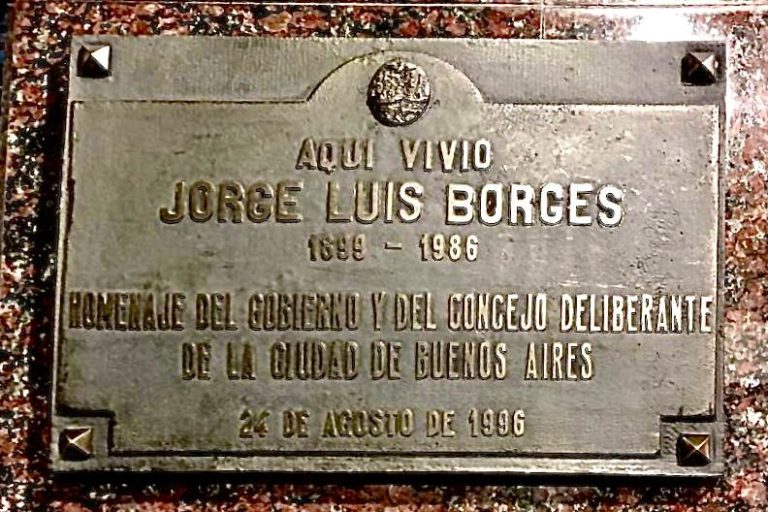 AQUI VIVIO
JORGE LUIS BORGES
1899 - 1986
HOMENAJE DEL GOBIERNO Y DEL CONCEJO DELIBERANTE
DE LA CIUDAD DE BUENOS AIRES
24 DE AGOSTO DE 1996